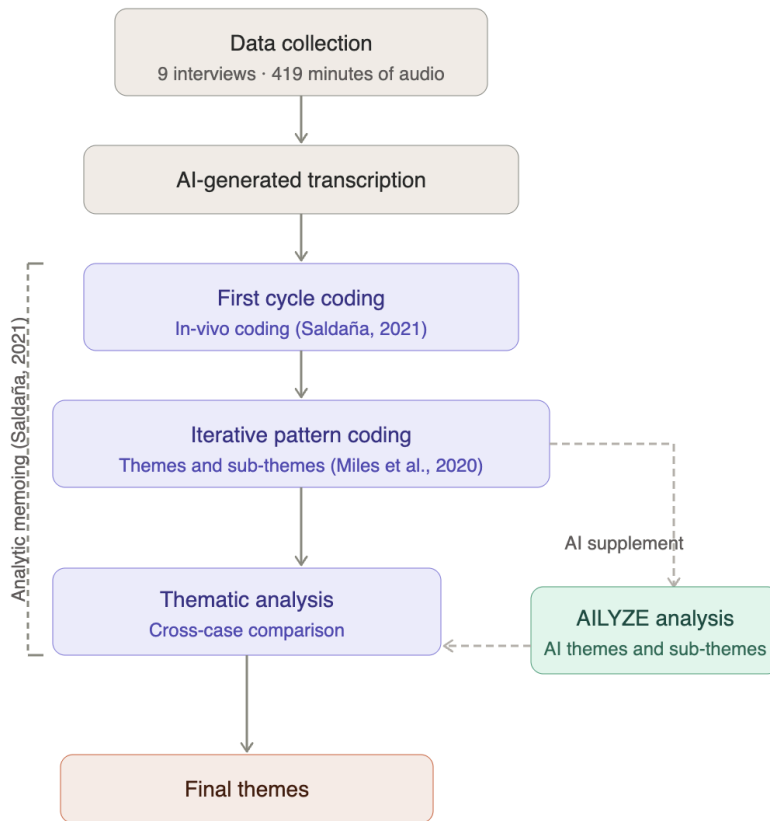 Data collection
9 interviews · 419 minutes of audio
AI-generated transcription
Analytic memoing (Saldaña, 2021)
First cycle coding
In-vivo coding (Saldaña, 2021)
Iterative pattern coding
Themes and sub-themes (Miles et al., 2020)
AI supplement
Thematic analysis
Cross-case comparison
AILYZE analysis
AI themes and sub-themes
Final themes